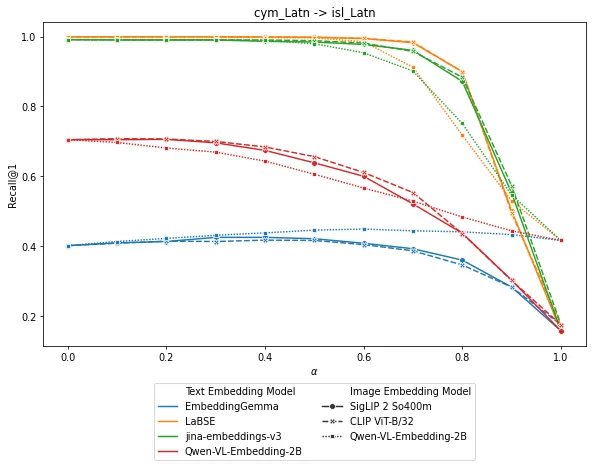 cym_Latn -> isl_Latn
Recall@1
1.0
0.8
0.6
0.4
0.2
0.0 0.2 0.4 0.6 0.8 1.0
α
Text Embedding Model Image Embedding Model
EmbeddingGemma SigLIP 2 So400m
LaBSE CLIP ViT-B/32
jina-embeddings-v3 Qwen-VL-Embedding-2B
Qwen-VL-Embedding-2B